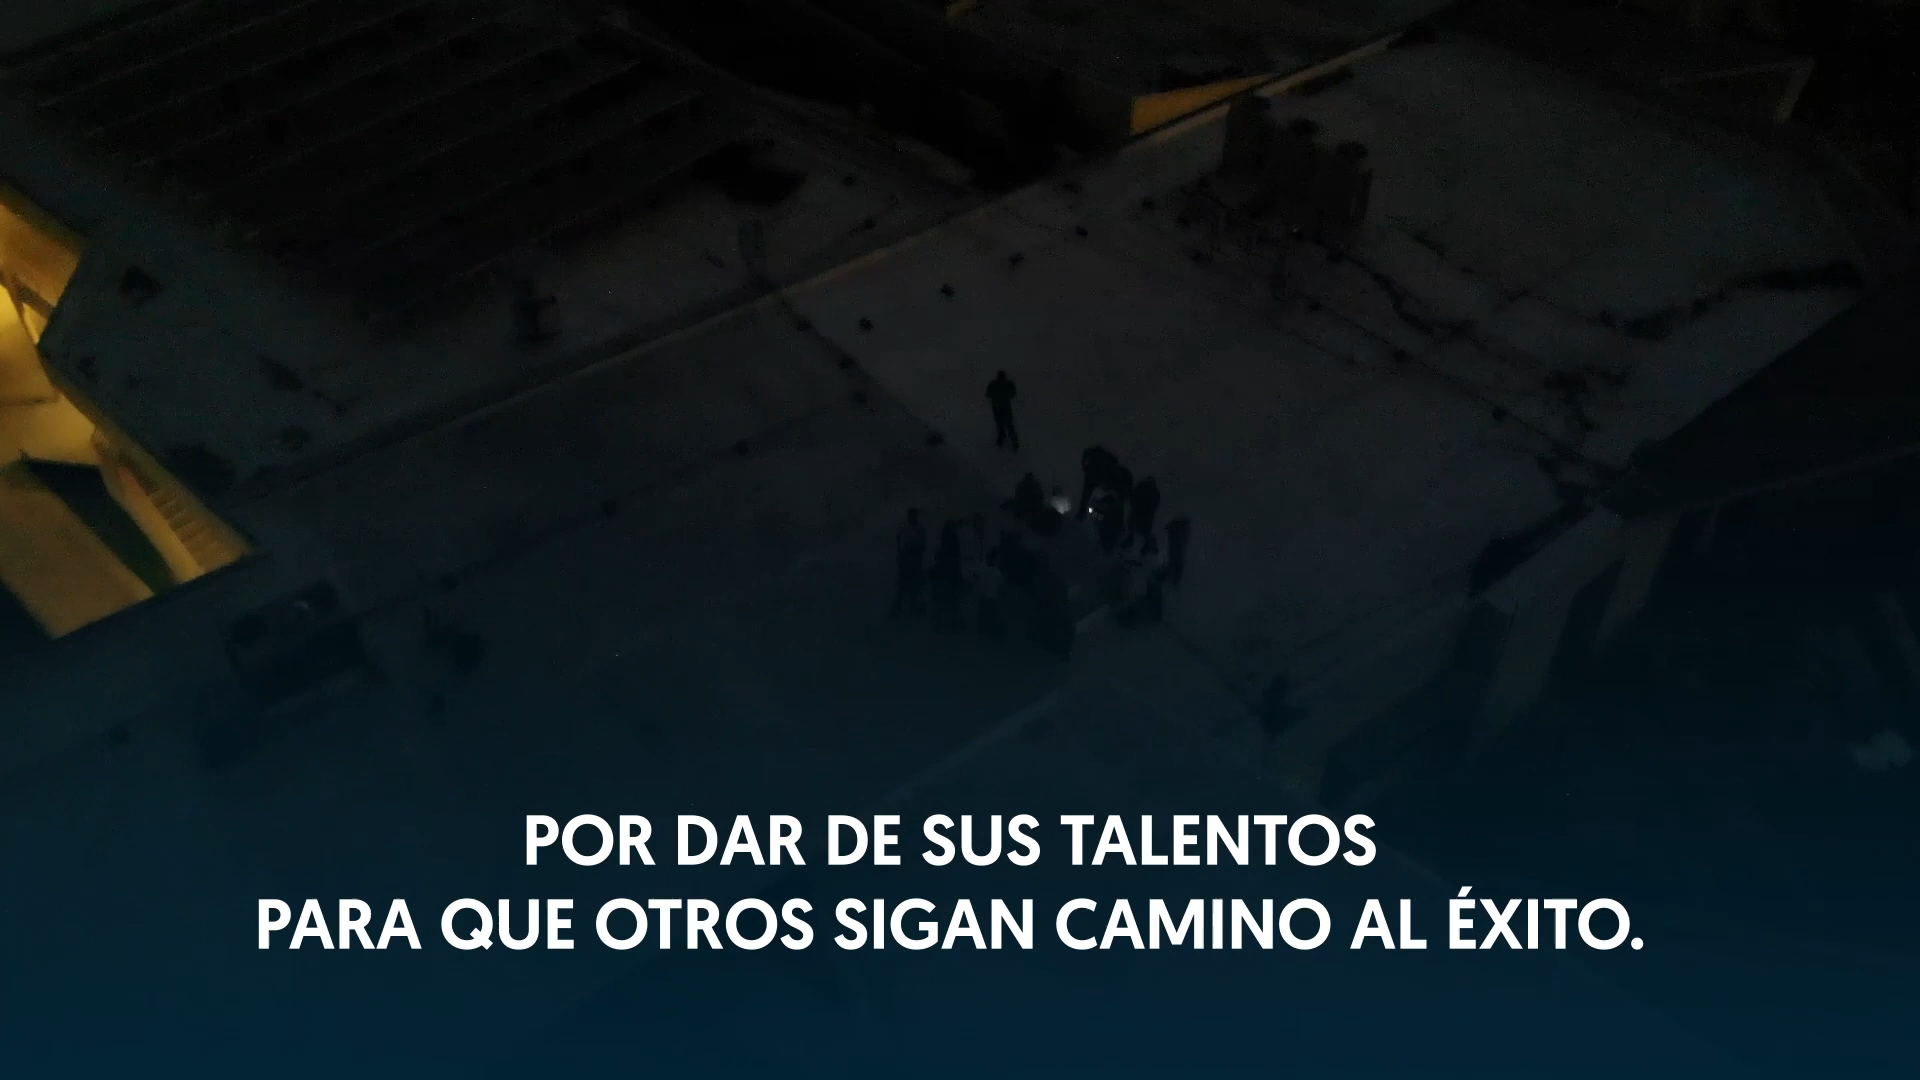 POR DAR DE SUS TALENTOS
PARA QUE OTROS SIGAN CAMINO AL ÉXITO.